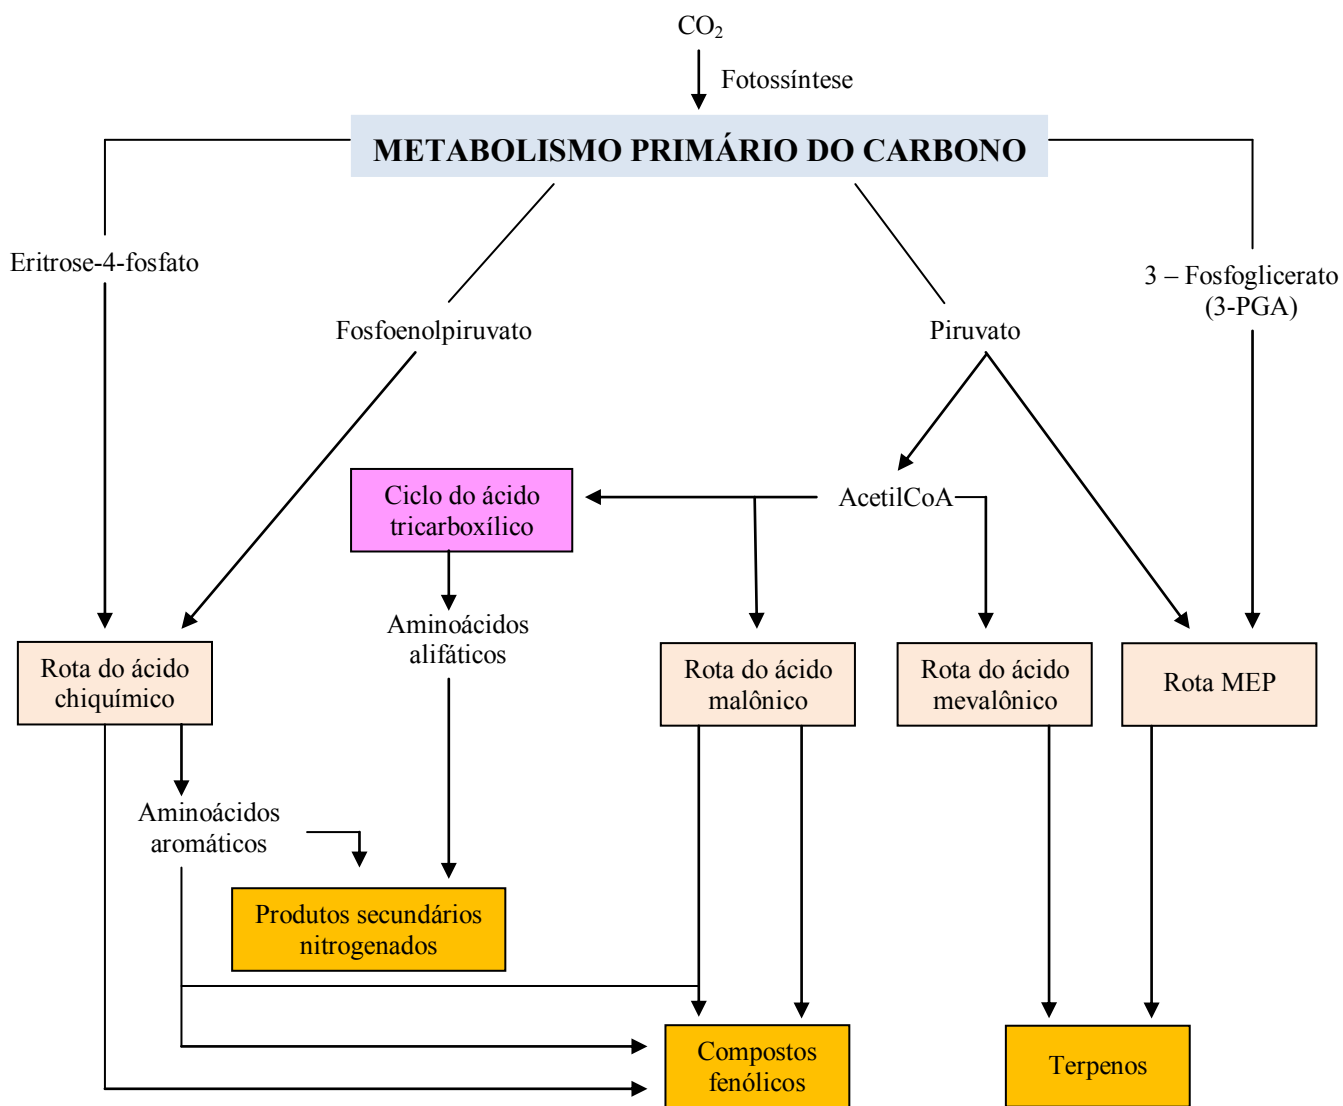 CO₂
Fotossíntese
METABOLISMO PRIMÁRIO DO CARBONO
Eritrose-4-fosfato
3 – Fosfoglicerato
(3-PGA)
Fosfoenolpiruvato
Piruvato
Ciclo do ácido
tricarboxílico
AcetilCoA
Aminoácidos
alifáticos
Rota do ácido
chiquímico
Rota do ácido
malônico
Rota do ácido
mevalônico
Rota MEP
Aminoácidos
aromáticos
Produtos secundários
nitrogenados
Compostos
fenólicos
Terpenos